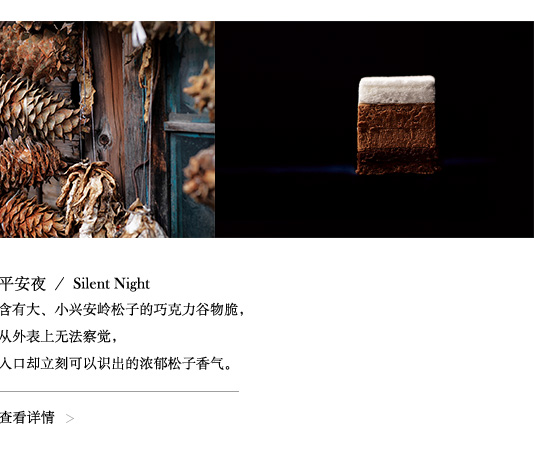 平安夜 / Silent Night
含有大、小兴安岭松子的巧克力谷物脆，
从外表上无法察觉，
入口却立刻可以识出的浓郁松子香气。
查看详情 >